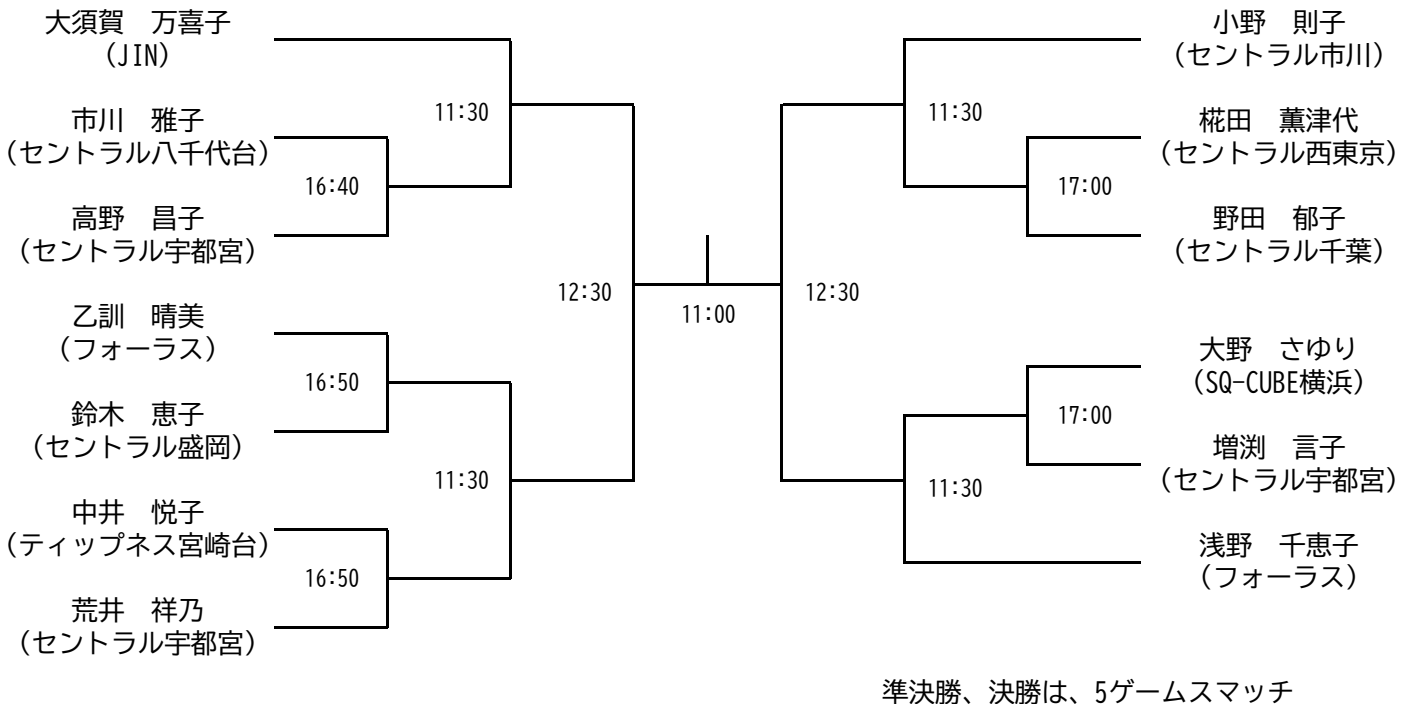 大須賀　万喜子
(JIN)
市川　雅子
(セントラル八千代台)
高野　昌子
(セントラル宇都宮)
乙訓　晴美
(フォーラス)
鈴木　恵子
(セントラル盛岡)
中井　悦子
(ティップネス宮崎台)
荒井　祥乃
(セントラル宇都宮)
16:40
16:50
16:50
11:30
11:30
12:30
11:00
12:30
11:30
11:30
17:00
17:00
小野　則子
(セントラル市川)
椛田　薫津代
(セントラル西東京)
野田　郁子
(セントラル千葉)
大野　さゆり
(SQ-CUBE横浜)
増渕　言子
(セントラル宇都宮)
浅野　千恵子
(フォーラス)
準決勝、決勝は、5ゲームスマッチ